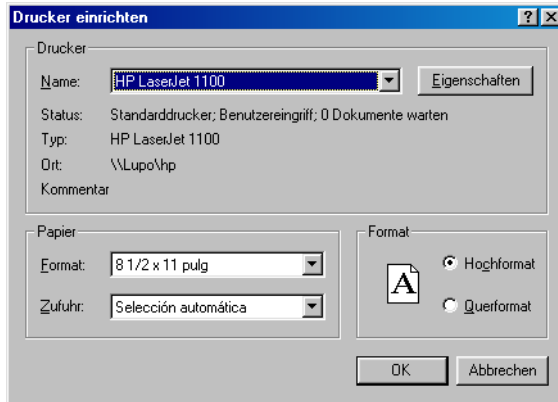 Drucker einrichten
Drucker
Name: HP LaserJet 1100 Eigenschaften
Status: Standarddrucker; Benutzereingriff; 0 Dokumente warten
Typ: HP LaserJet 1100
Ort: \\Lupo\hp
Kommentar
Papier
Format: 8 1/2 x 11 pulg
Zufuhr: Selección automática
Format
A
Hochformat
Querformat
OK Abbrechen